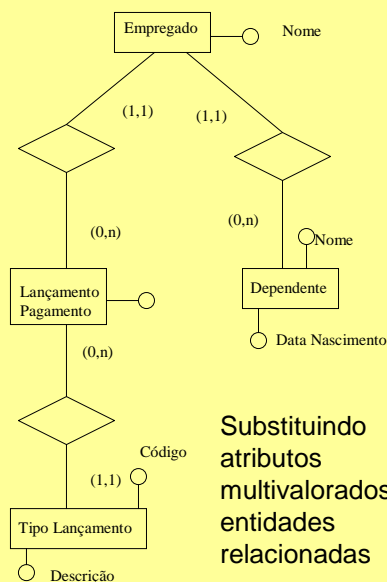 Empregado
Nome
(1,1)
(1,1)
(0,n)
(0,n)
Nome
Lançamento
Pagamento
Dependente
Data Nascimento
(0,n)
Código
(1,1)
Tipo Lançamento
Descrição
Substituindo
atributos
multivalorados
entidades
relacionadas